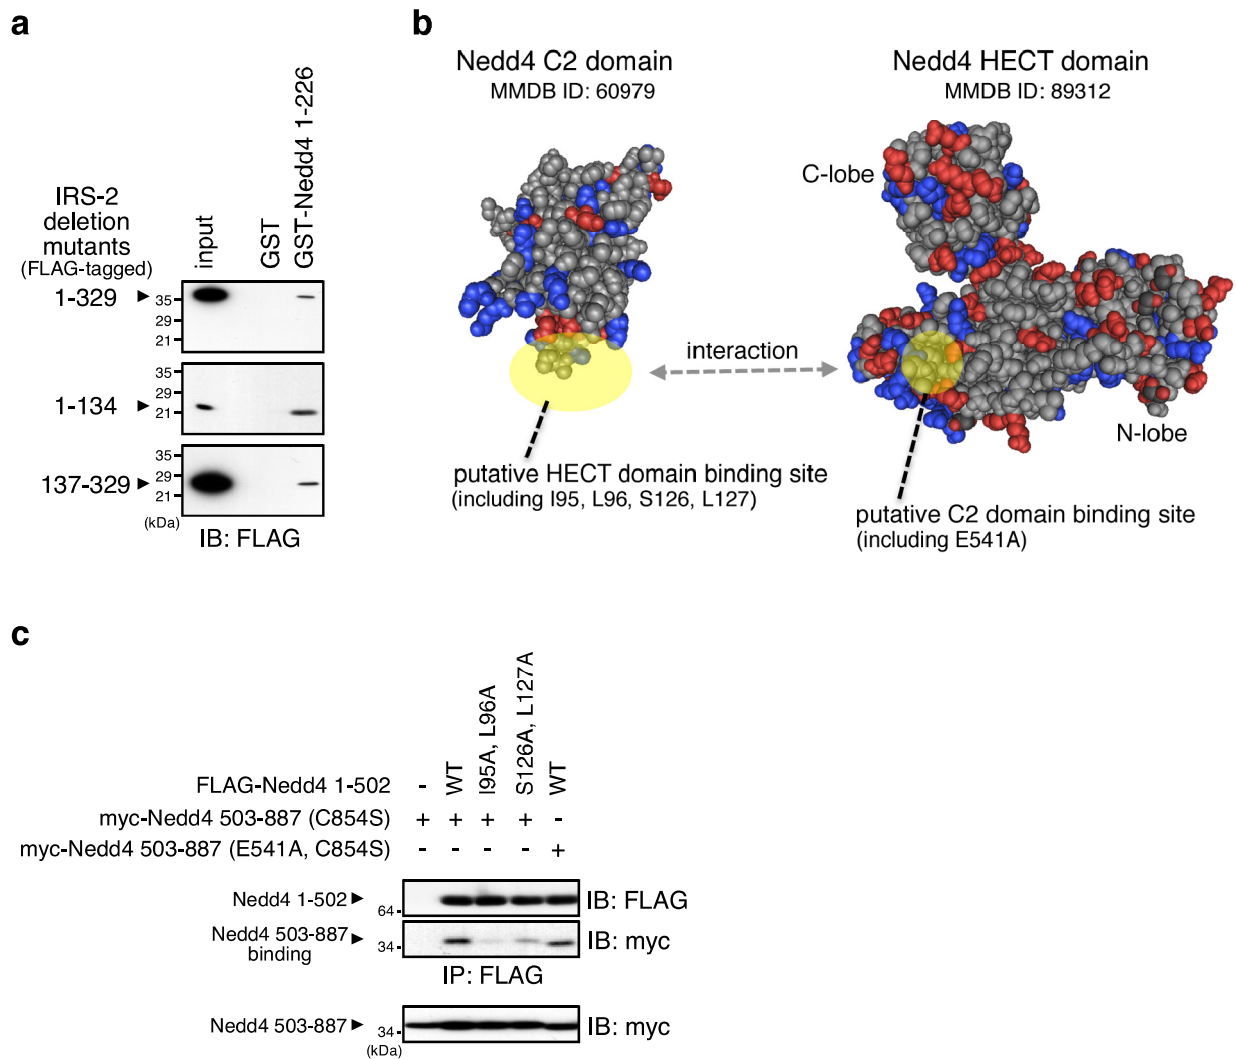 a
IRS-2
deletion
mutants
(FLAG-tagged)
input
GST
GST-Nedd4 1-226
1-329
35
29
21
1-134
35
21
137-329
35
29
21
(kDa)
IB: FLAG
b
Nedd4 C2 domain
MMDB ID: 60979
Nedd4 HECT domain
MMDB ID: 89312
C-lobe
interaction
N-lobe
putative HECT domain binding site
(including I95, L96, S126, L127)
putative C2 domain binding site
(including E541A)
c
FLAG-Nedd4 1-502 - WT I95A, L96A S126A, L127A WT
myc-Nedd4 503-887 (C854S) + + + + -
myc-Nedd4 503-887 (E541A, C854S) - - - - +
Nedd4 1-502
64
IB: FLAG
Nedd4 503-887
binding
34
IB: myc
IP: FLAG
Nedd4 503-887
34
IB: myc
(kDa)